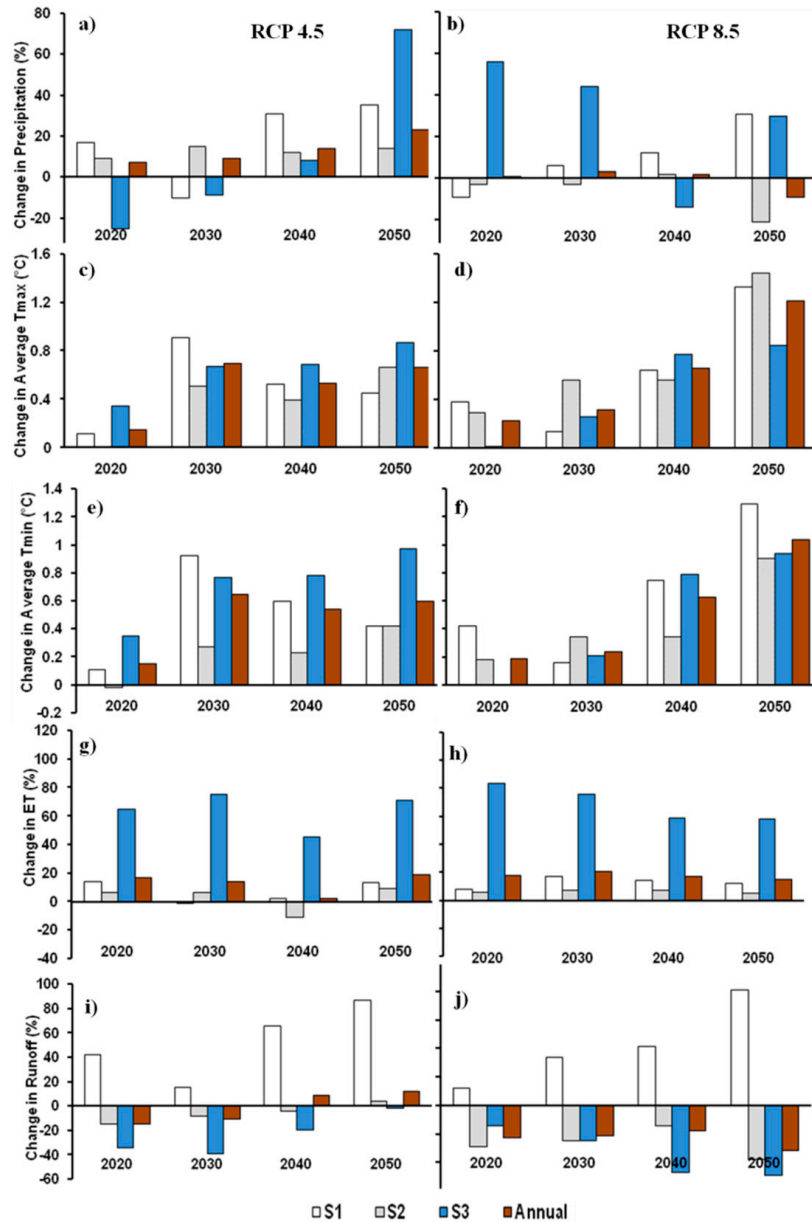 a) RCP 4.5
b) RCP 8.5
Change in Precipitation (%)
80
60
40
20
0
-20
2020 2030 2040 2050
2020 2030 2040 2050
c)
d)
Change in Average Tmax (°C)
1.6
1.2
0.8
0.4
0
2020 2030 2040 2050
2020 2030 2040 2050
e)
f)
Change in Average Tmin (°C)
1.4
1.2
1
0.8
0.6
0.4
0.2
0
-0.2
2020 2030 2040 2050
2020 2030 2040 2050
g)
h)
Change in ET (%)
120
100
80
60
40
20
0
-20
-40
2020 2030 2040 2050
2020 2030 2040 2050
i)
j)
Change in Runoff (%)
100
80
60
40
20
0
-20
-40
-60
2020 2030 2040 2050
2020 2030 2040 2050
S1 S2 S3 Annual